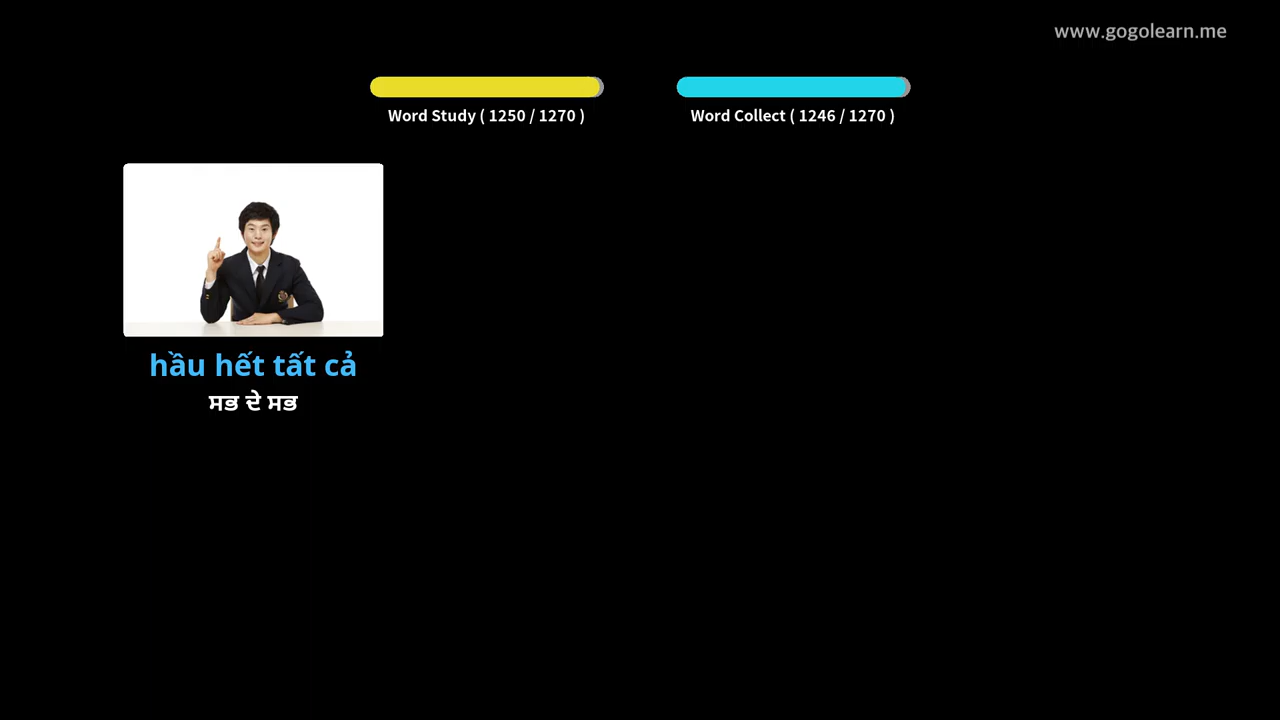 www.gogolearn.me
Word Study ( 1250 / 1270 )
Word Collect ( 1246 / 1270 )
hầu hết tất cả
ਸਭ ਦੇ ਸਭ